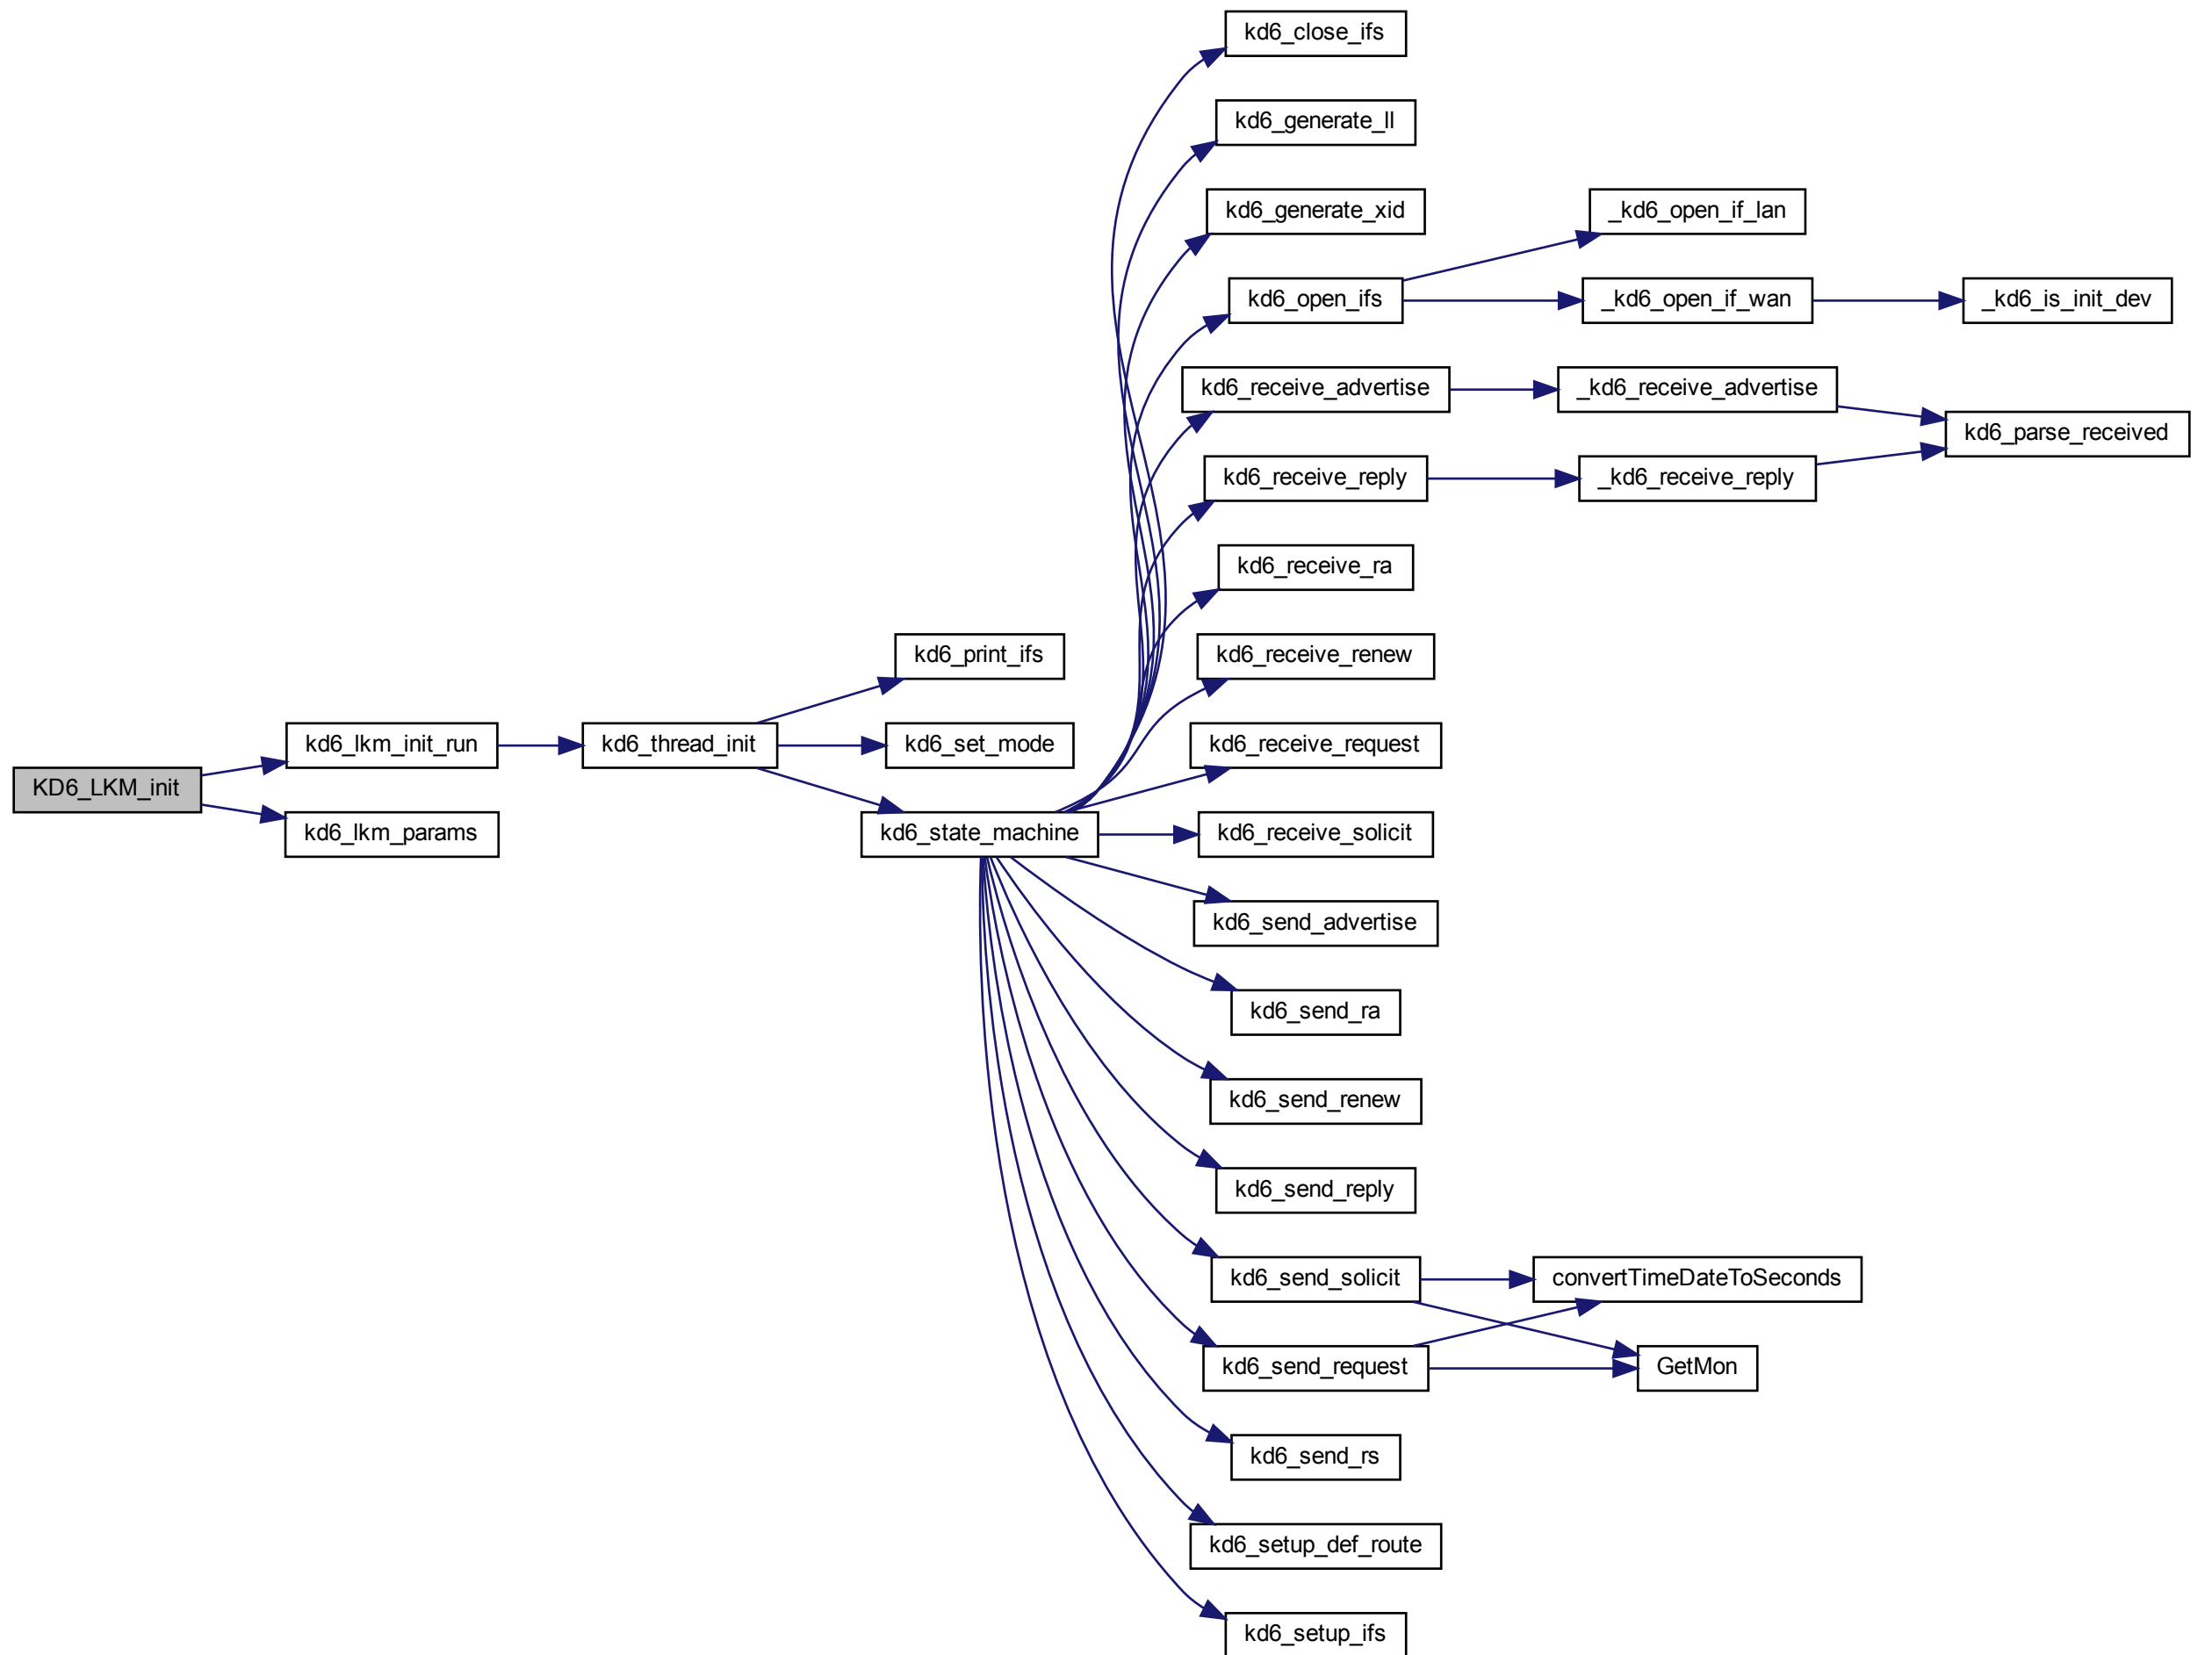 KD6_LKM_init
kd6_lkm_init_run
kd6_lkm_params
kd6_thread_init
kd6_print_ifs
kd6_set_mode
kd6_state_machine
kd6_close_ifs
kd6_generate_ll
kd6_generate_xid
kd6_open_ifs
_kd6_open_if_lan
_kd6_open_if_wan
_kd6_is_init_dev
kd6_receive_advertise
_kd6_receive_advertise
kd6_parse_received
kd6_receive_reply
_kd6_receive_reply
kd6_receive_ra
kd6_receive_renew
kd6_receive_request
kd6_receive_solicit
kd6_send_advertise
kd6_send_ra
kd6_send_renew
kd6_send_reply
kd6_send_solicit
convertTimeDateToSeconds
kd6_send_request
GetMon
kd6_send_rs
kd6_setup_def_route
kd6_setup_ifs